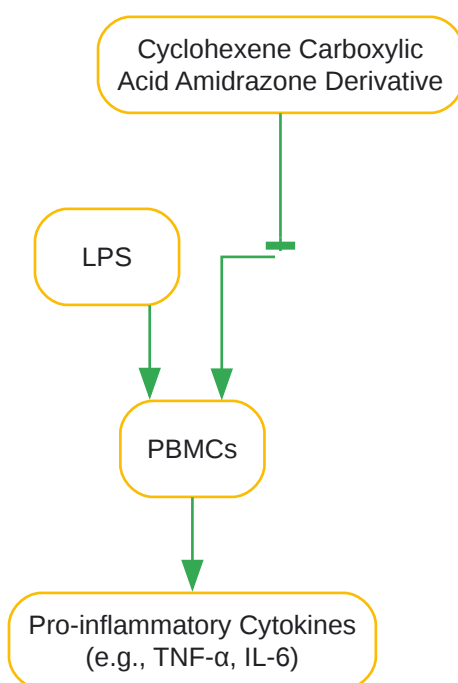 Cyclohexene Carboxylic
Acid Amidrazone Derivative
LPS
PBMCs
Pro-inflammatory Cytokines
(e.g., TNF-α, IL-6)